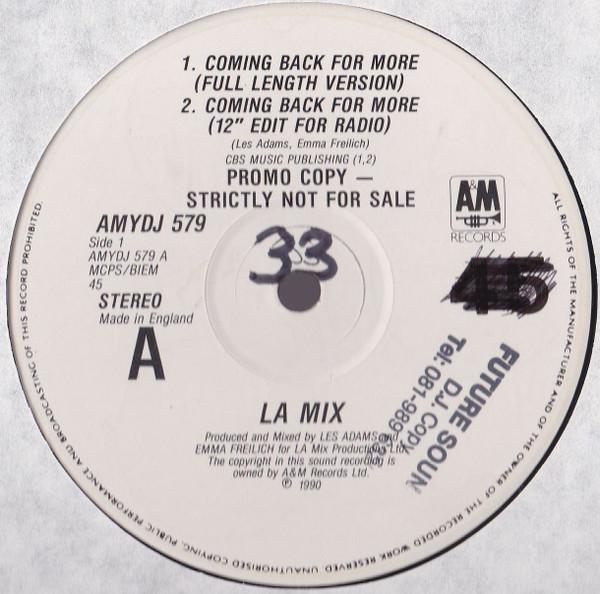 1. COMING BACK FOR MORE
(FULL LENGTH VERSION)
2. COMING BACK FOR MORE
(12" EDIT FOR RADIO)
(Les Adams, Emma Freilich)
CBS MUSIC PUBLISHING (1,2)
PROMO COPY —
STRICTLY NOT FOR SALE
AMYDJ 579
Side 1
AMYDJ 579 A
MCPS/BIEM
45
STEREO
Made in England
A
33
A&M
RECORDS
45
FUTURE SOUN
D.J. Copy
Tel: 081-989
LA MIX
Produced and Mixed by LES ADAMS and
EMMA FREILICH for LA Mix Productions Ltd.
The copyright in this sound recording is
owned by A&M Records Ltd.
℗ 1990
ALL RIGHTS OF THE MANUFACTURER AND OF THE OWNER OF THE RECORDED WORK RESERVED. UNAUTHORISED COPYING, PUBLIC PERFORMANCE AND BROADCASTING OF THIS RECORD PROHIBITED.